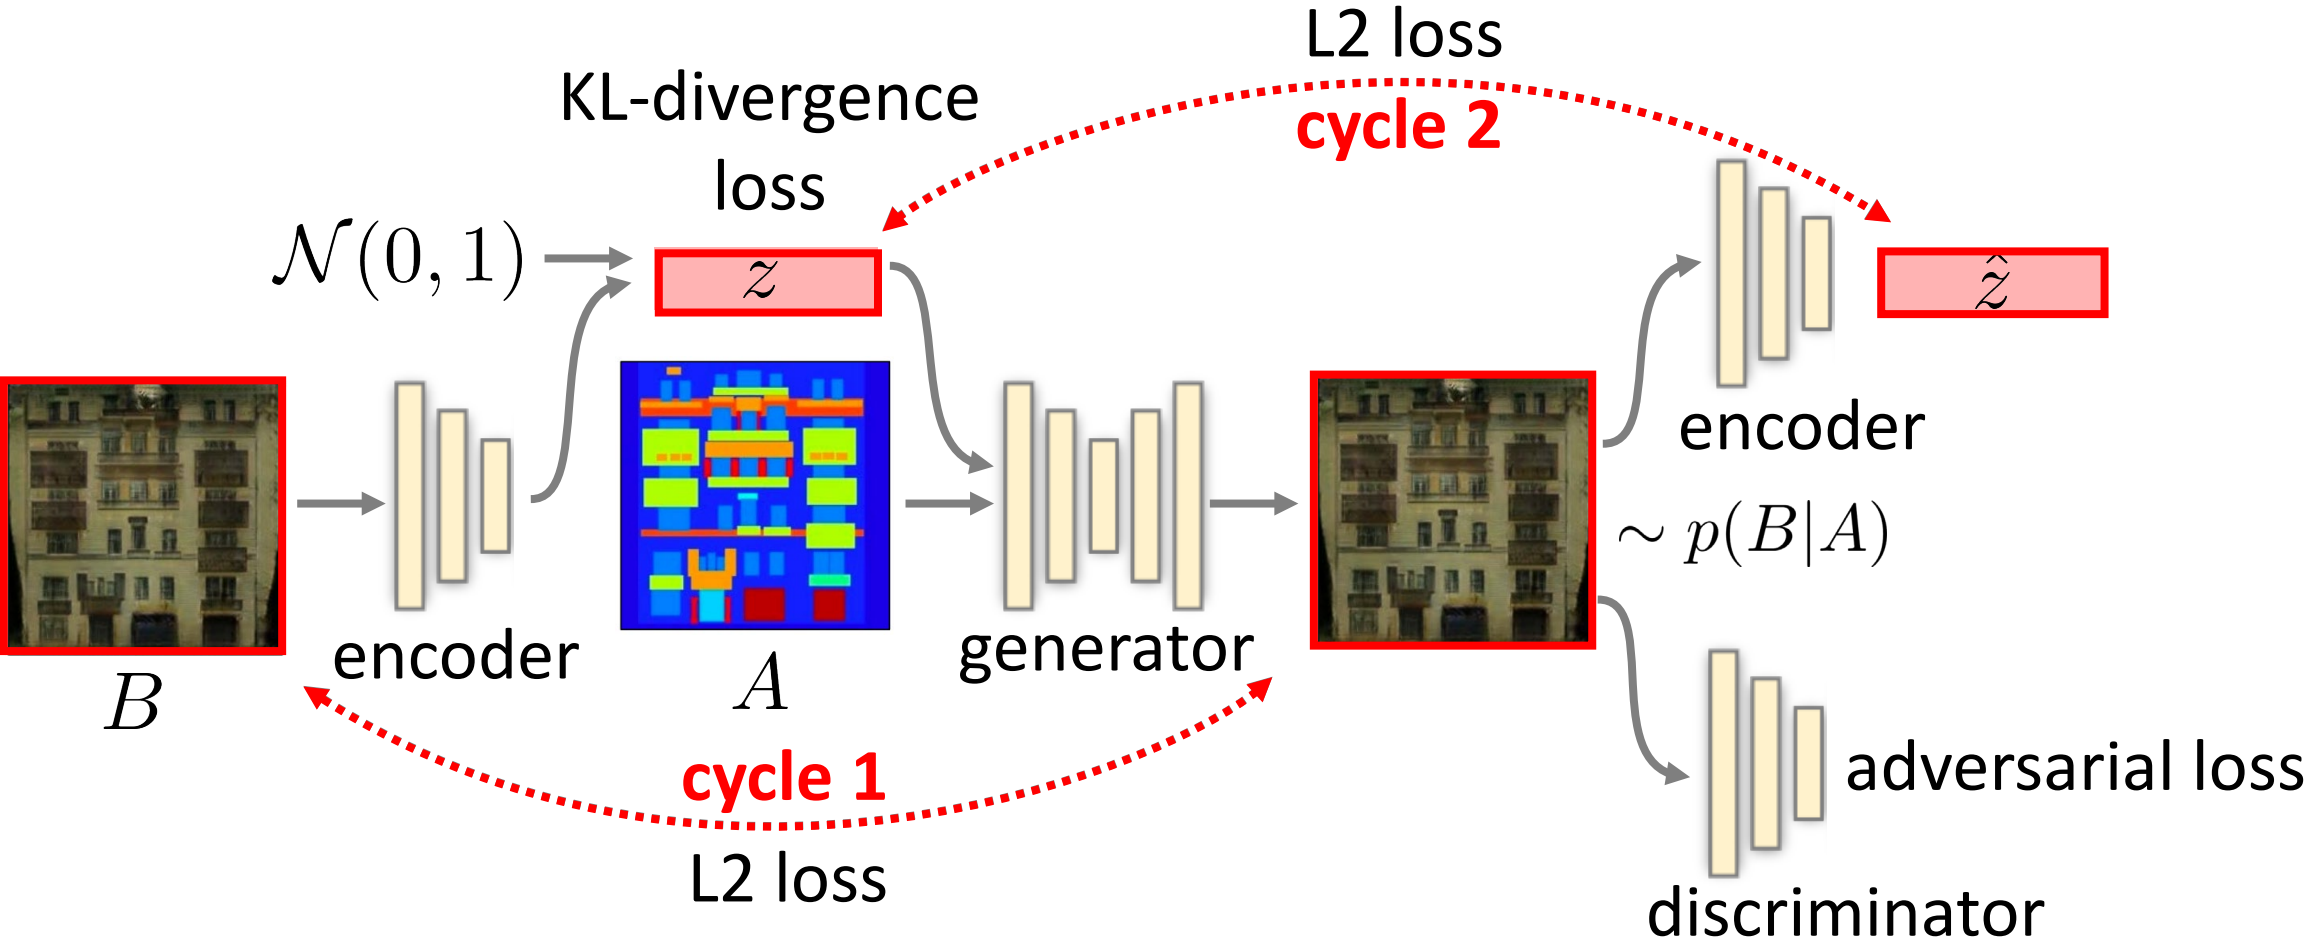 L2 loss
cycle 2
KL-divergence
loss
𝒩(0, 1)
z
ẑ
encoder
∼ p(B|A)
encoder
generator
B
A
cycle 1
L2 loss
adversarial loss
discriminator